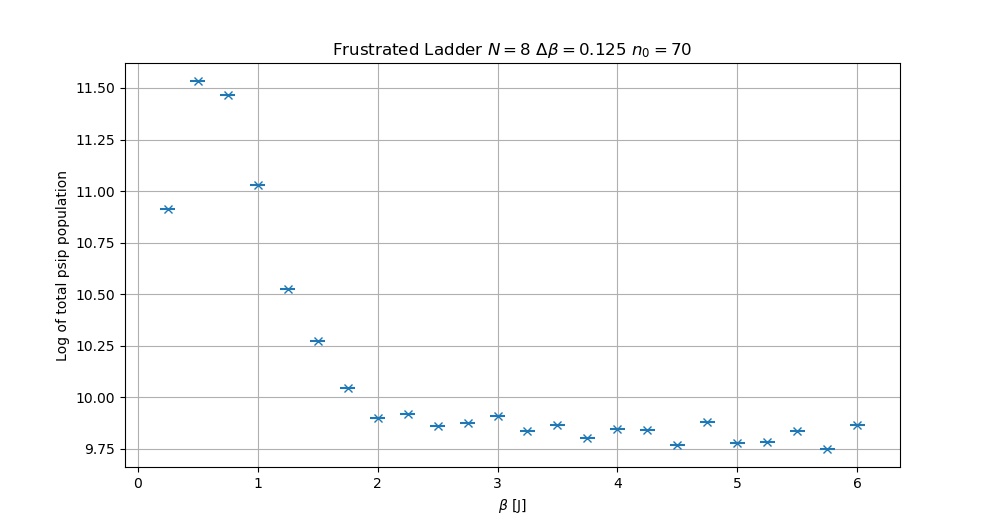 Frustrated Ladder N = 8 Δβ = 0.125 n₀ = 70
Log of total psip population
11.50
11.25
11.00
10.75
10.50
10.25
10.00
9.75
0 1 2 3 4 5 6
β [J]